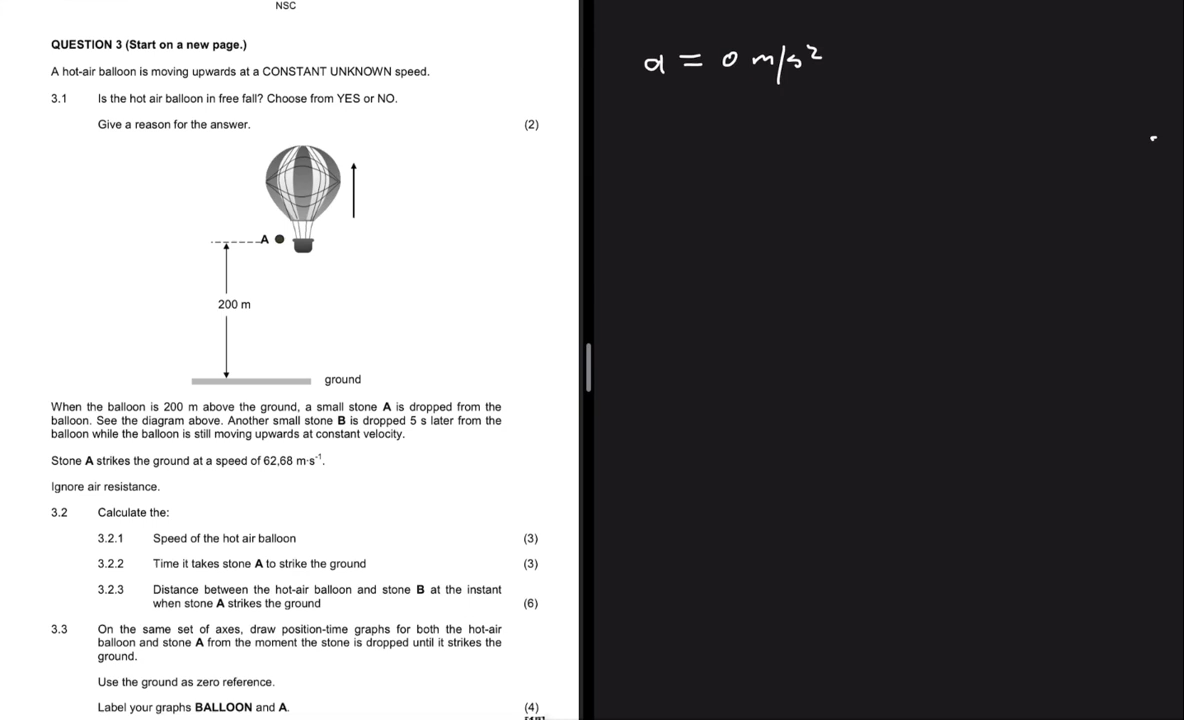 NSC
QUESTION 3 (Start on a new page.)
A hot-air balloon is moving upwards at a CONSTANT UNKNOWN speed.
3.1 Is the hot air balloon in free fall? Choose from YES or NO.
Give a reason for the answer. (2)
A
200 m
ground
When the balloon is 200 m above the ground, a small stone A is dropped from the
balloon. See the diagram above. Another small stone B is dropped 5 s later from the
balloon while the balloon is still moving upwards at constant velocity.
Stone A strikes the ground at a speed of 62,68 m·s⁻¹.
Ignore air resistance.
3.2 Calculate the:
3.2.1 Speed of the hot air balloon (3)
3.2.2 Time it takes stone A to strike the ground (3)
3.2.3 Distance between the hot-air balloon and stone B at the instant
when stone A strikes the ground (6)
3.3 On the same set of axes, draw position-time graphs for both the hot-air
balloon and stone A from the moment the stone is dropped until it strikes the
ground.
Use the ground as zero reference.
Label your graphs BALLOON and A. (4)
a = 0 m/s²